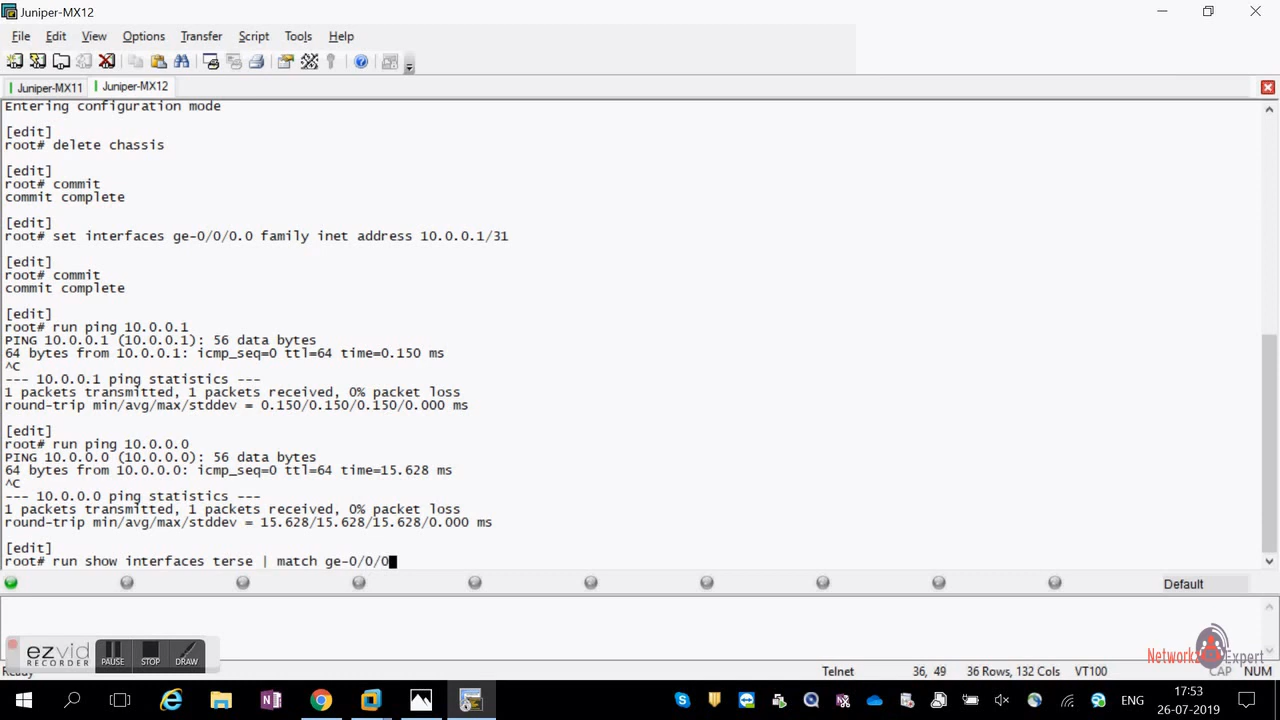 Juniper-MX12
File Edit View Options Transfer Script Tools Help
Juniper-MX11 Juniper-MX12
Entering configuration mode
[edit]
root# delete chassis
[edit]
root# commit
commit complete
[edit]
root# set interfaces ge-0/0/0.0 family inet address 10.0.0.1/31
[edit]
root# commit
commit complete
[edit]
root# run ping 10.0.0.1
PING 10.0.0.1 (10.0.0.1): 56 data bytes
64 bytes from 10.0.0.1: icmp_seq=0 ttl=64 time=0.150 ms
^C
--- 10.0.0.1 ping statistics ---
1 packets transmitted, 1 packets received, 0% packet loss
round-trip min/avg/max/stddev = 0.150/0.150/0.150/0.000 ms
[edit]
root# run ping 10.0.0.0
PING 10.0.0.0 (10.0.0.0): 56 data bytes
64 bytes from 10.0.0.0: icmp_seq=0 ttl=64 time=15.628 ms
^C
--- 10.0.0.0 ping statistics ---
1 packets transmitted, 1 packets received, 0% packet loss
round-trip min/avg/max/stddev = 15.628/15.628/15.628/0.000 ms
[edit]
root# run show interfaces terse | match ge-0/0/0
Default
ezvid
RECORDER
PAUSE STOP DRAW
Expert
Telnet 36, 49 36 Rows, 132 Cols VT100 CAP NUM
ENG 17:53
26-07-2019